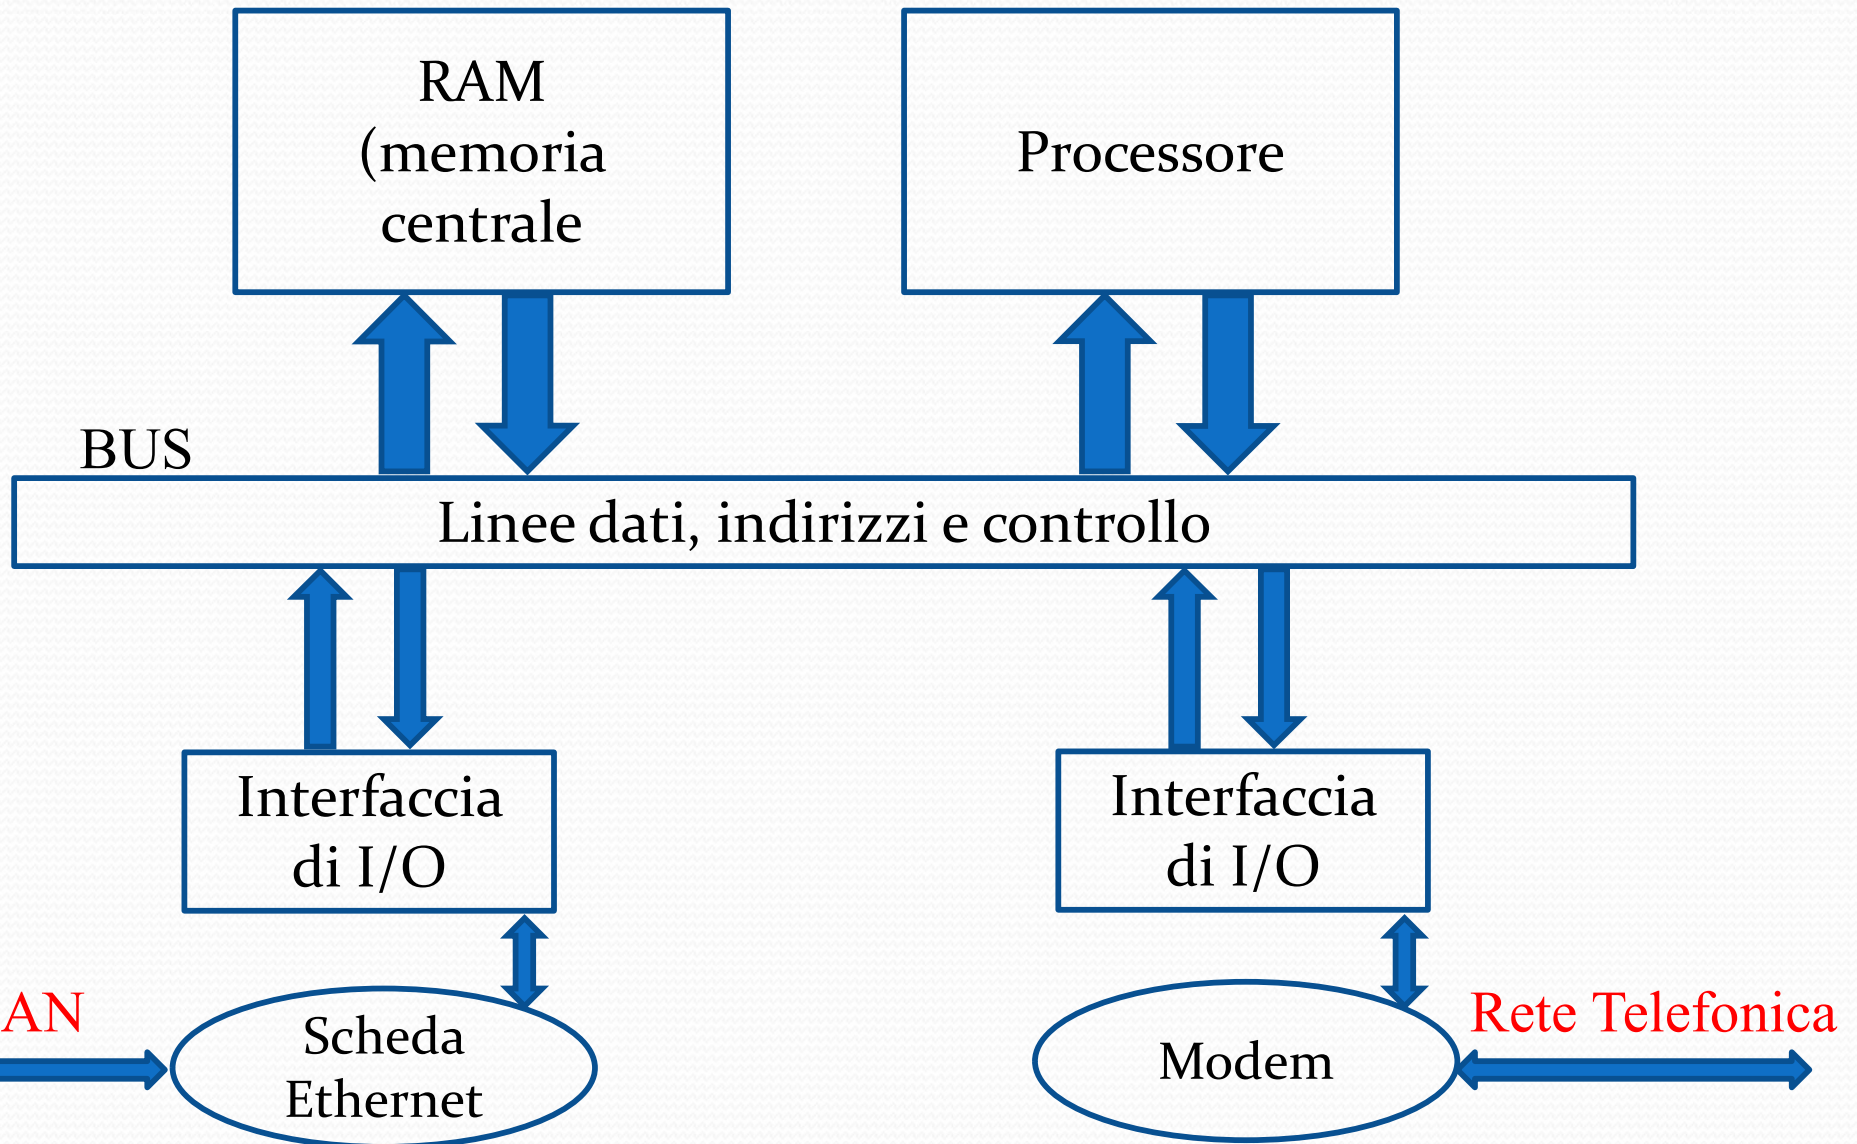 RAM
(memoria
centrale
Processore
BUS
Linee dati, indirizzi e controllo
Interfaccia
di I/O
Interfaccia
di I/O
AN
Scheda
Ethernet
Modem
Rete Telefonica